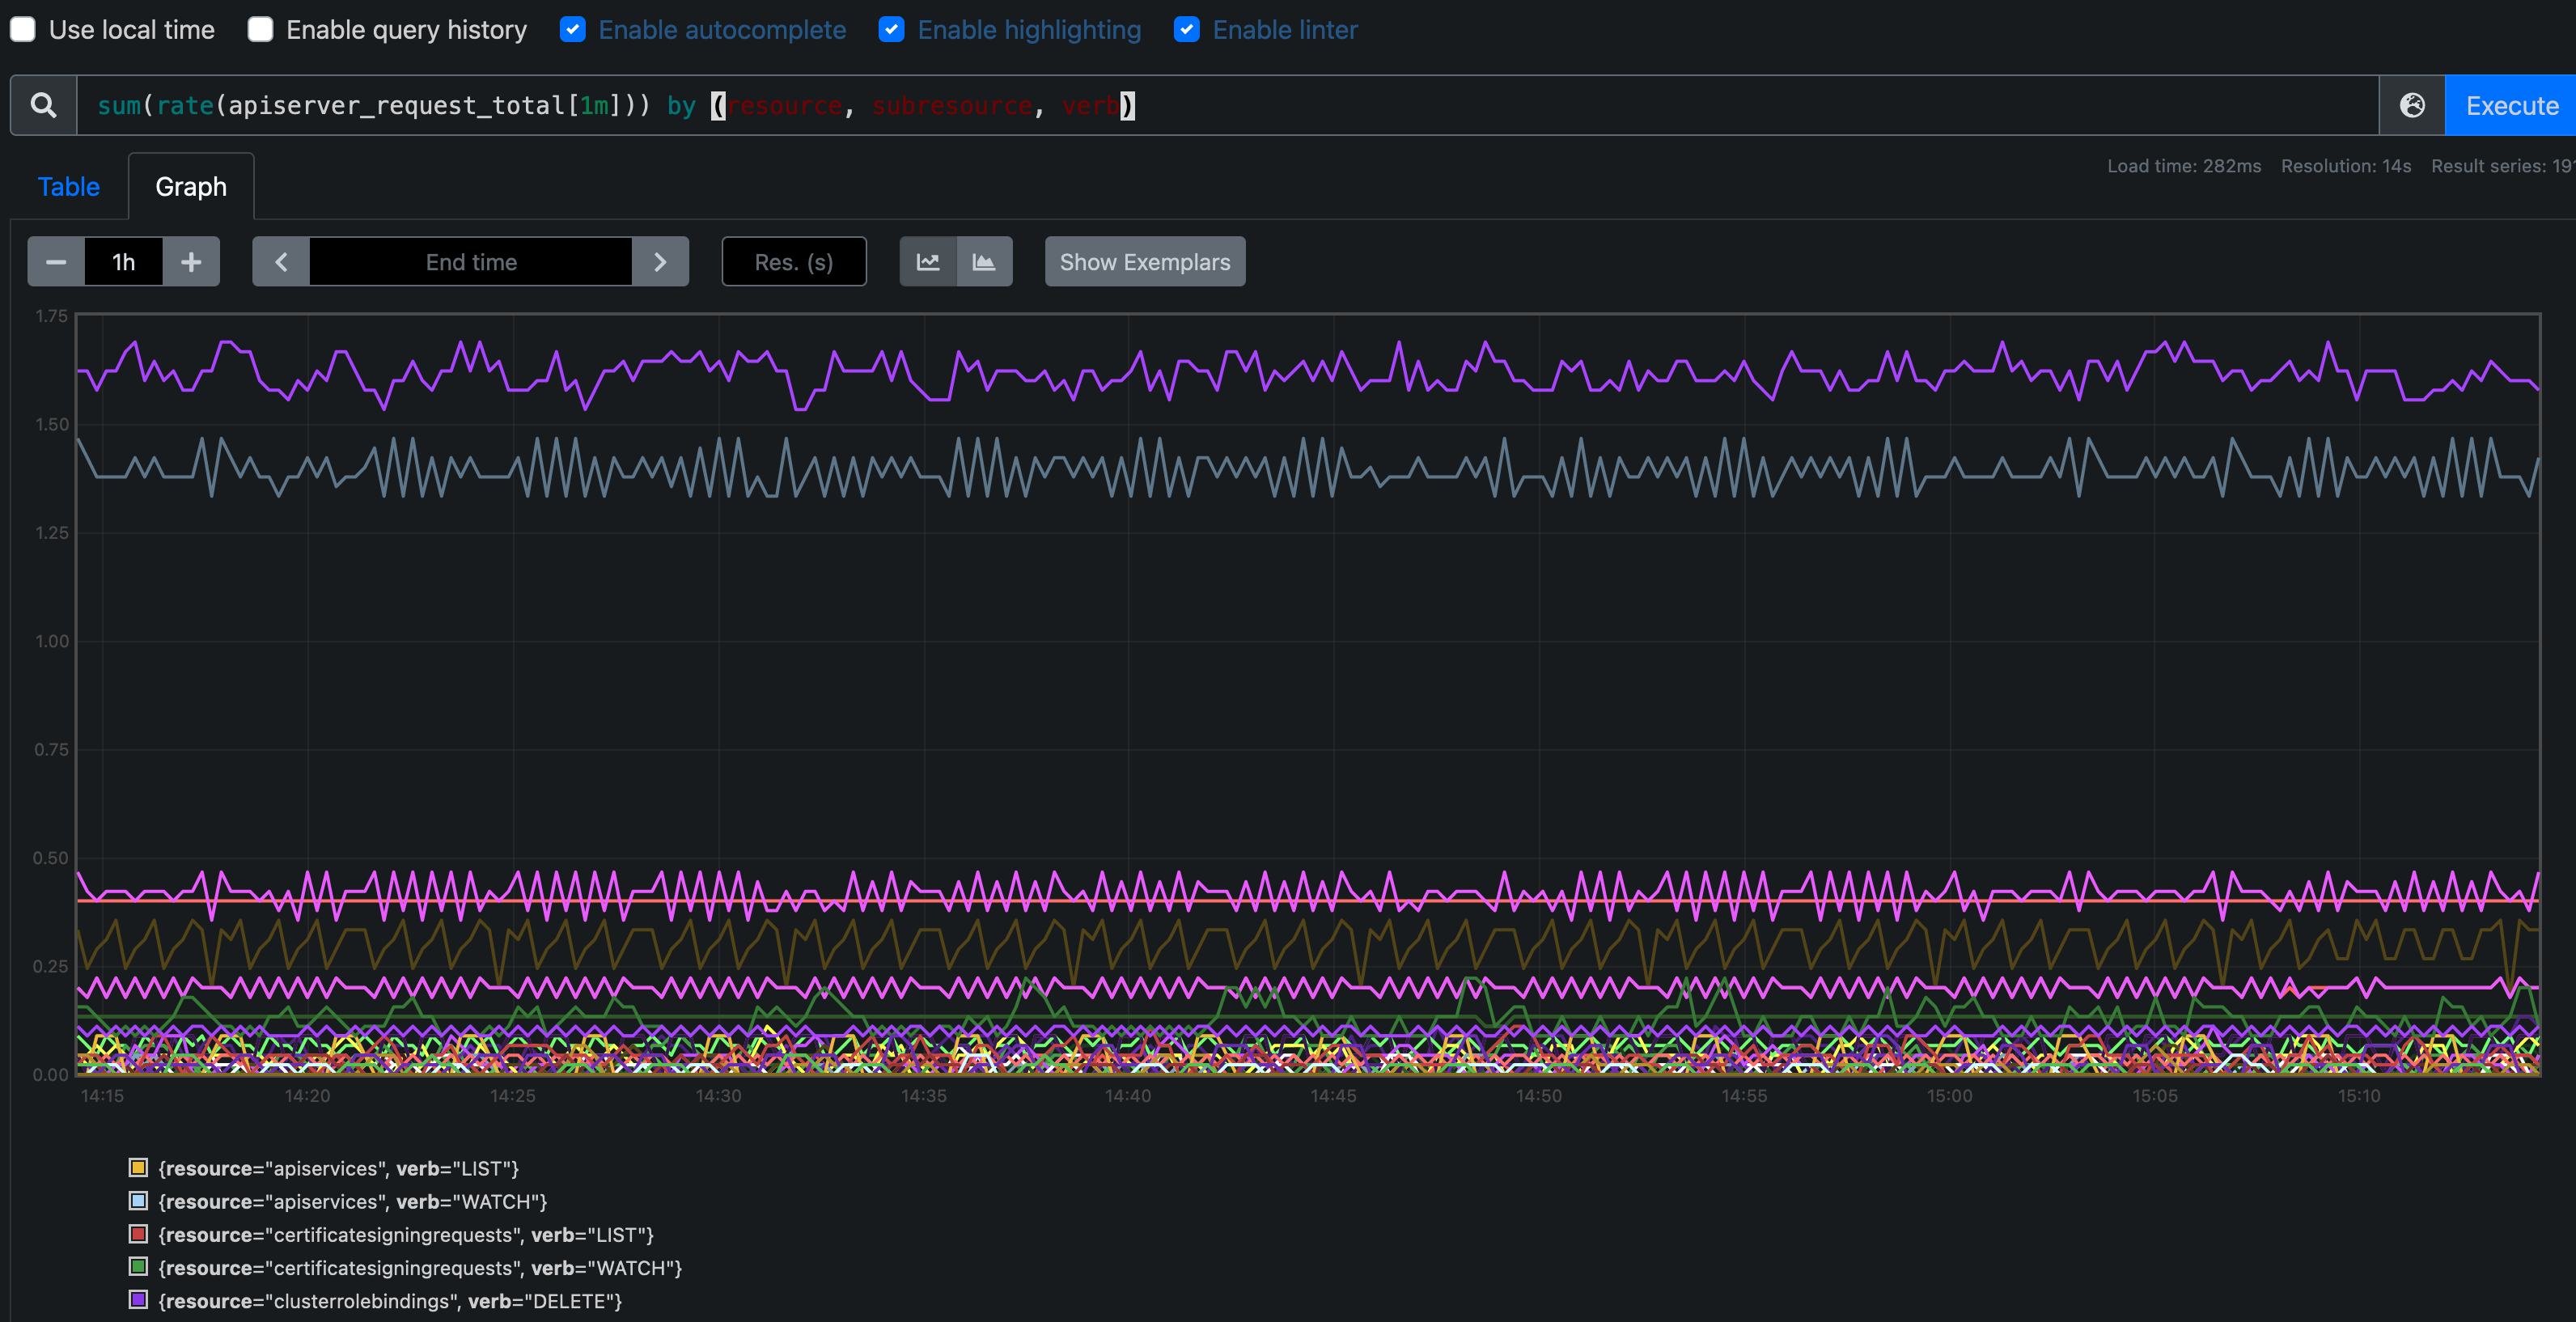 Use local time Enable query history Enable autocomplete Enable highlighting Enable linter
sum(rate(apiserver_request_total[1m])) by (resource, subresource, verb)
Execute
Table Graph
Load time: 282ms Resolution: 14s Result series:
1h End time Res. (s) Show Exemplars
1.75
1.50
1.25
1.00
0.75
0.50
0.25
0.00
14:15 14:20 14:25 14:30 14:35 14:40 14:45 14:50 14:55 15:00 15:05 15:10
{resource="apiservices", verb="LIST"}
{resource="apiservices", verb="WATCH"}
{resource="certificatesigningrequests", verb="LIST"}
{resource="certificatesigningrequests", verb="WATCH"}
{resource="clusterrolebindings", verb="DELETE"}